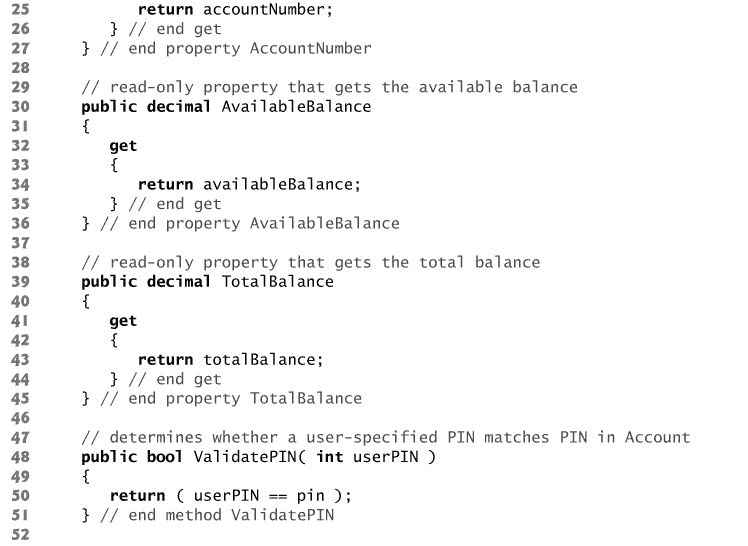 25 return accountNumber;
26 } // end get
27 } // end property AccountNumber
28
29 // read-only property that gets the available balance
30 public decimal AvailableBalance
31 {
32 get
33 {
34 return availableBalance;
35 } // end get
36 } // end property AvailableBalance
37
38 // read-only property that gets the total balance
39 public decimal TotalBalance
40 {
41 get
42 {
43 return totalBalance;
44 } // end get
45 } // end property TotalBalance
46
47 // determines whether a user-specified PIN matches PIN in Account
48 public bool ValidatePIN( int userPIN )
49 {
50 return ( userPIN == pin );
51 } // end method ValidatePIN
52